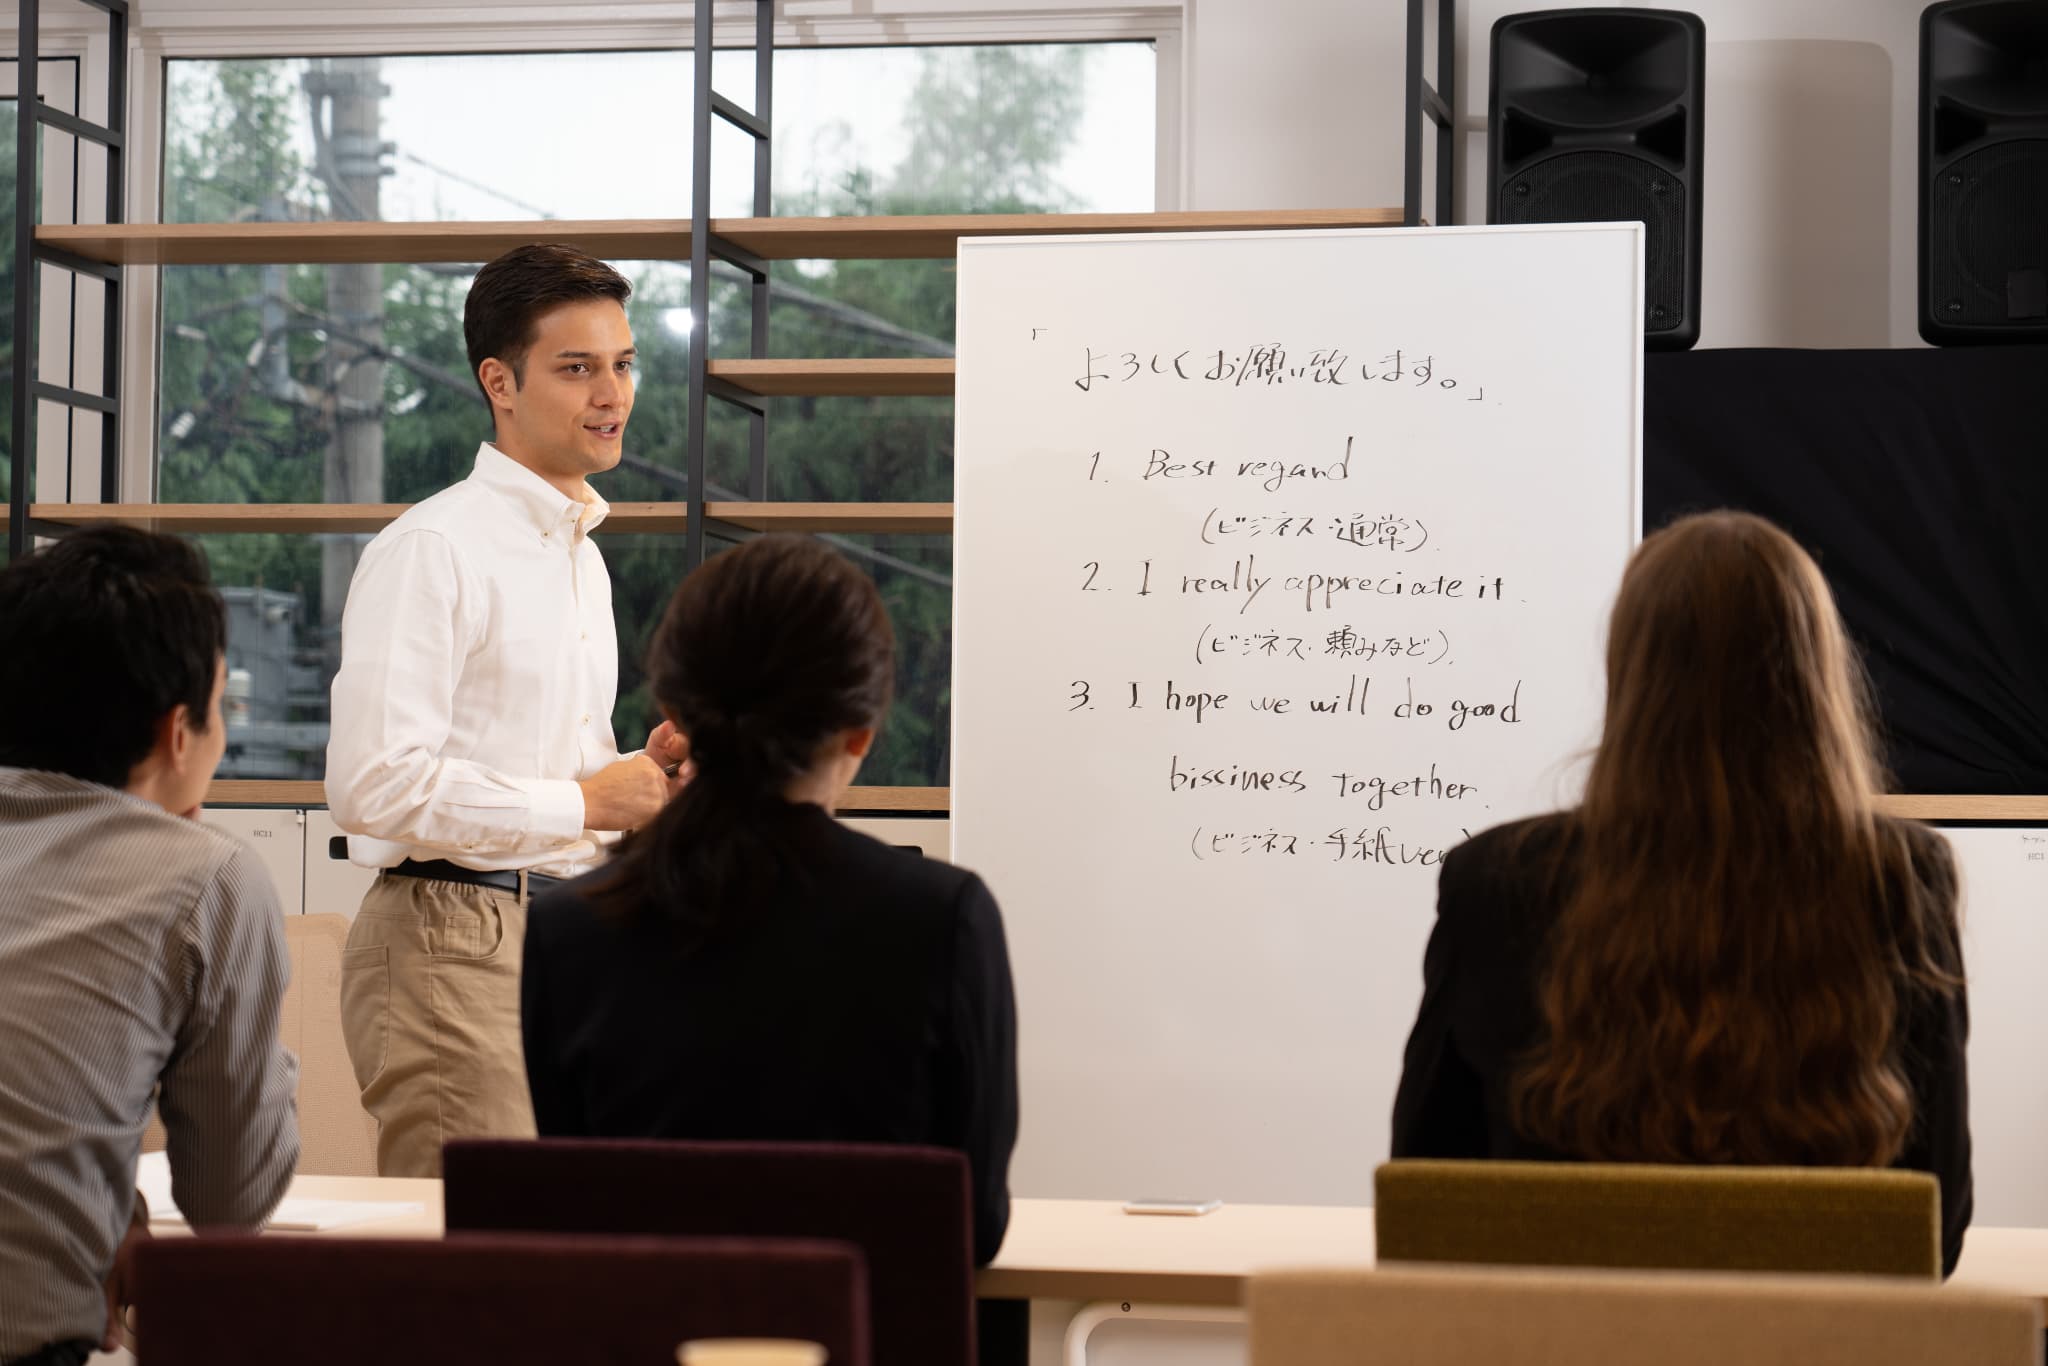 「よろしくお願い致します。」
1. Best regard
(ビジネス・通常)
2. I really appreciate it.
(ビジネス・頼みなど)
3. I hope we will do good
bissiness together.
(ビジネス・手紙ver
HC11
HC1